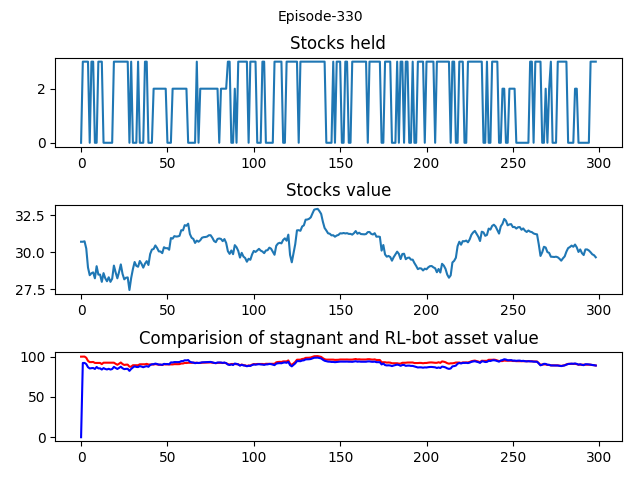 Episode-330
Stocks held
2
0
0 50 100 150 200 250 300
Stocks value
32.5
30.0
27.5
0 50 100 150 200 250 300
Comparision of stagnant and RL-bot asset value
100
50
0
0 50 100 150 200 250 300